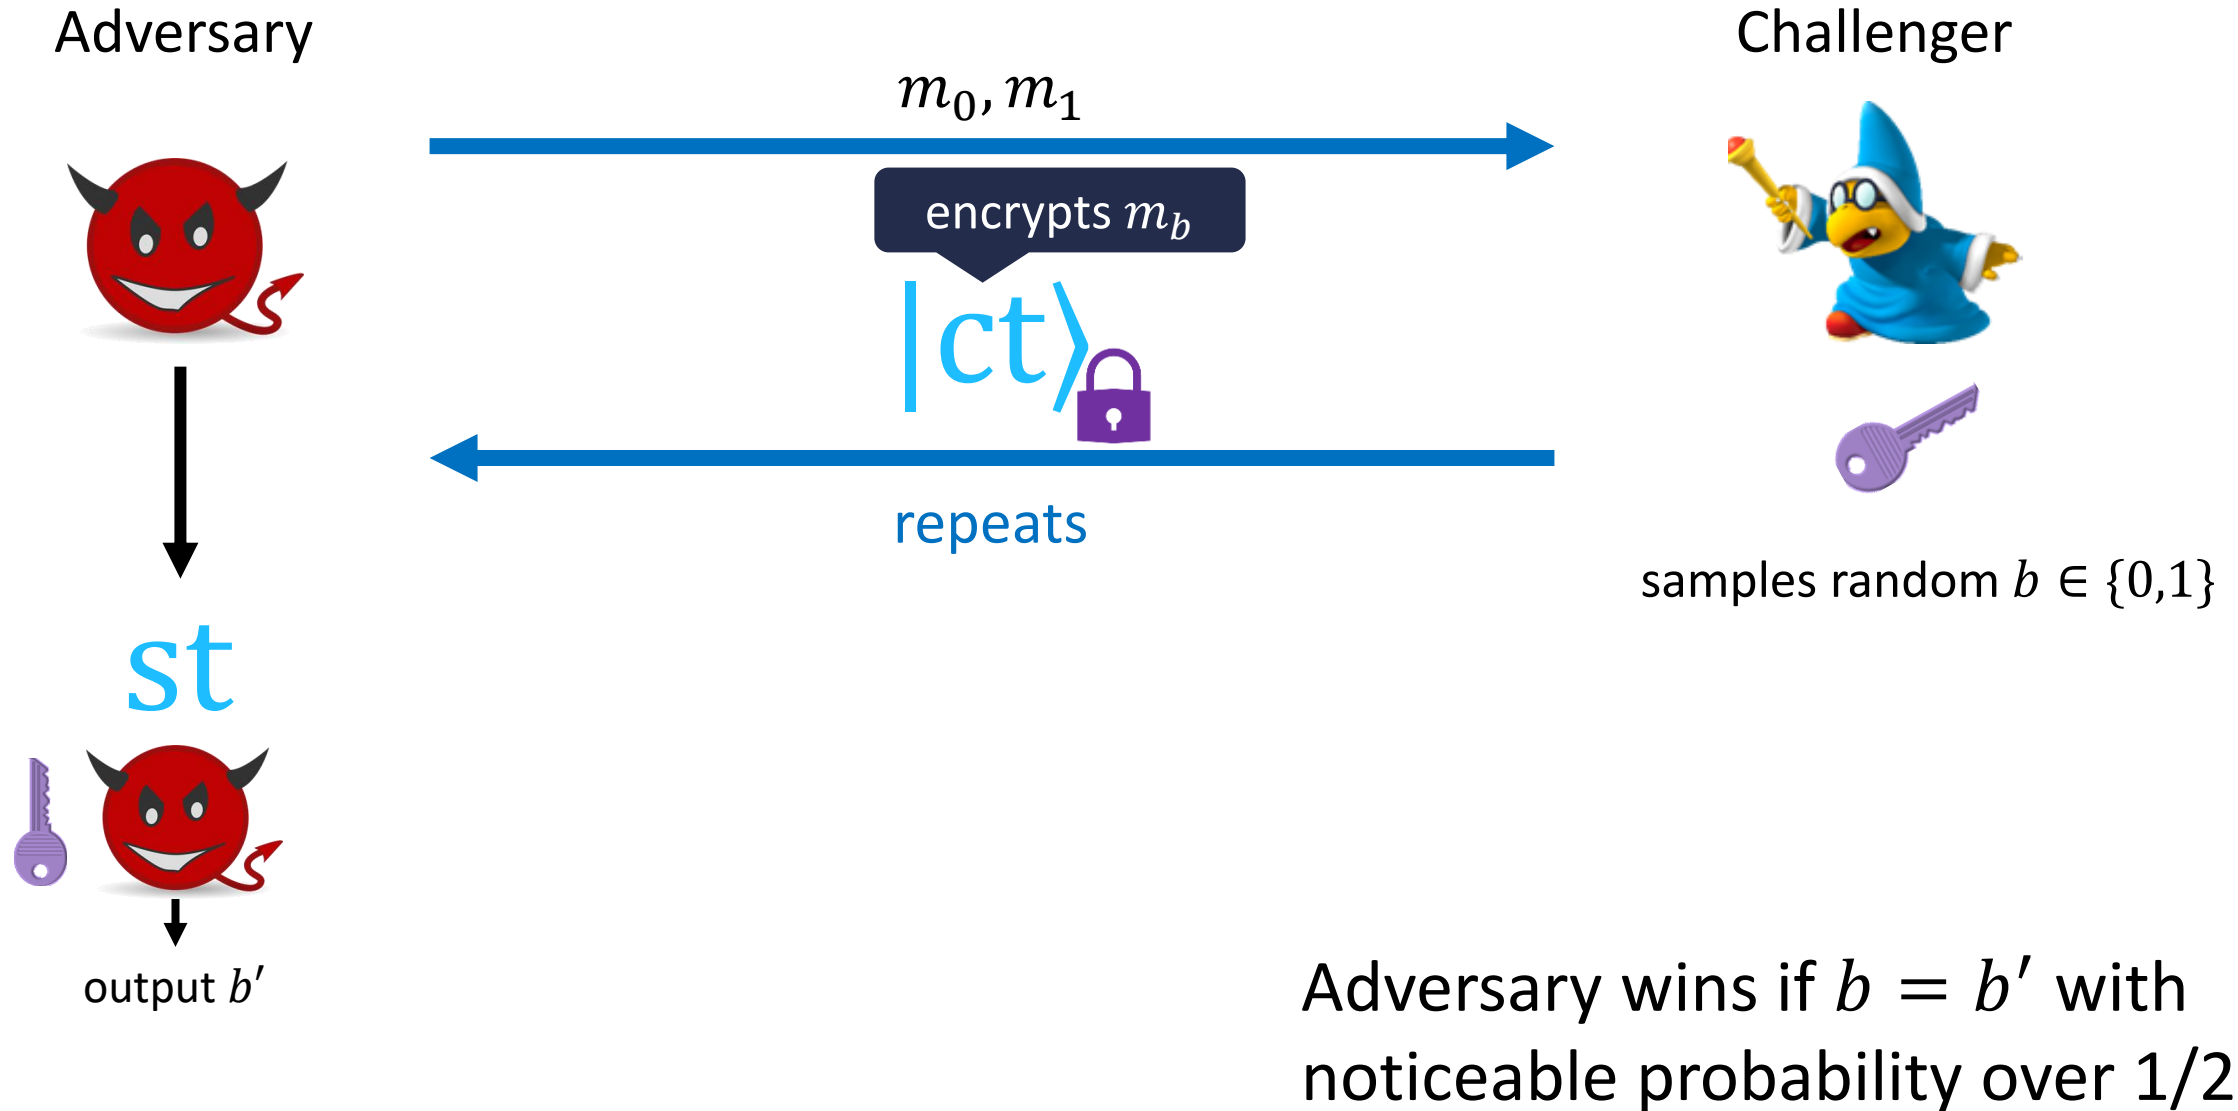 Adversary
Challenger
m₀, m₁
encrypts m_b
|ct⟩
repeats
samples random b ∈ {0,1}
st
output b′
Adversary wins if b = b′ with
noticeable probability over 1/2